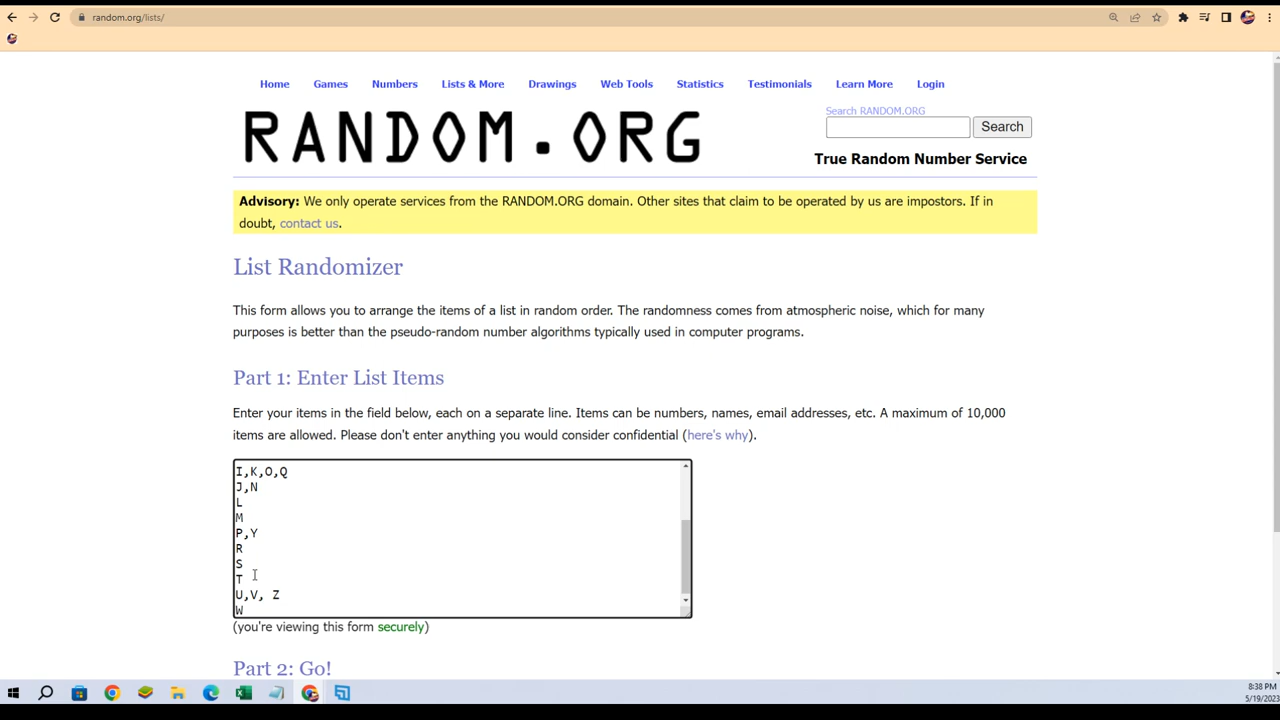 random.org/lists/
Home Games Numbers Lists & More Drawings Web Tools Statistics Testimonials Learn More Login
RANDOM.ORG
Search RANDOM.ORG
Search
True Random Number Service
Advisory: We only operate services from the RANDOM.ORG domain. Other sites that claim to be operated by us are impostors. If in
doubt, contact us.
List Randomizer
This form allows you to arrange the items of a list in random order. The randomness comes from atmospheric noise, which for many
purposes is better than the pseudo-random number algorithms typically used in computer programs.
Part 1: Enter List Items
Enter your items in the field below, each on a separate line. Items can be numbers, names, email addresses, etc. A maximum of 10,000
items are allowed. Please don't enter anything you would consider confidential (here's why).
I,K,O,Q
J,N
L
M
P,Y
R
S
T
U,V, Z
W
(you're viewing this form securely)
Part 2: Go!
8:38 PM
5/19/2023